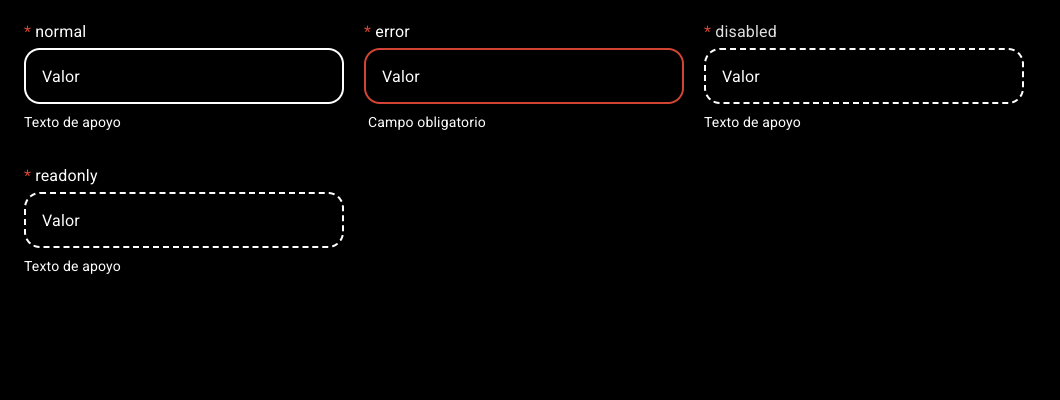 * normal
Valor
Texto de apoyo
* error
Valor
Campo obligatorio
* disabled
Valor
Texto de apoyo
* readonly
Valor
Texto de apoyo